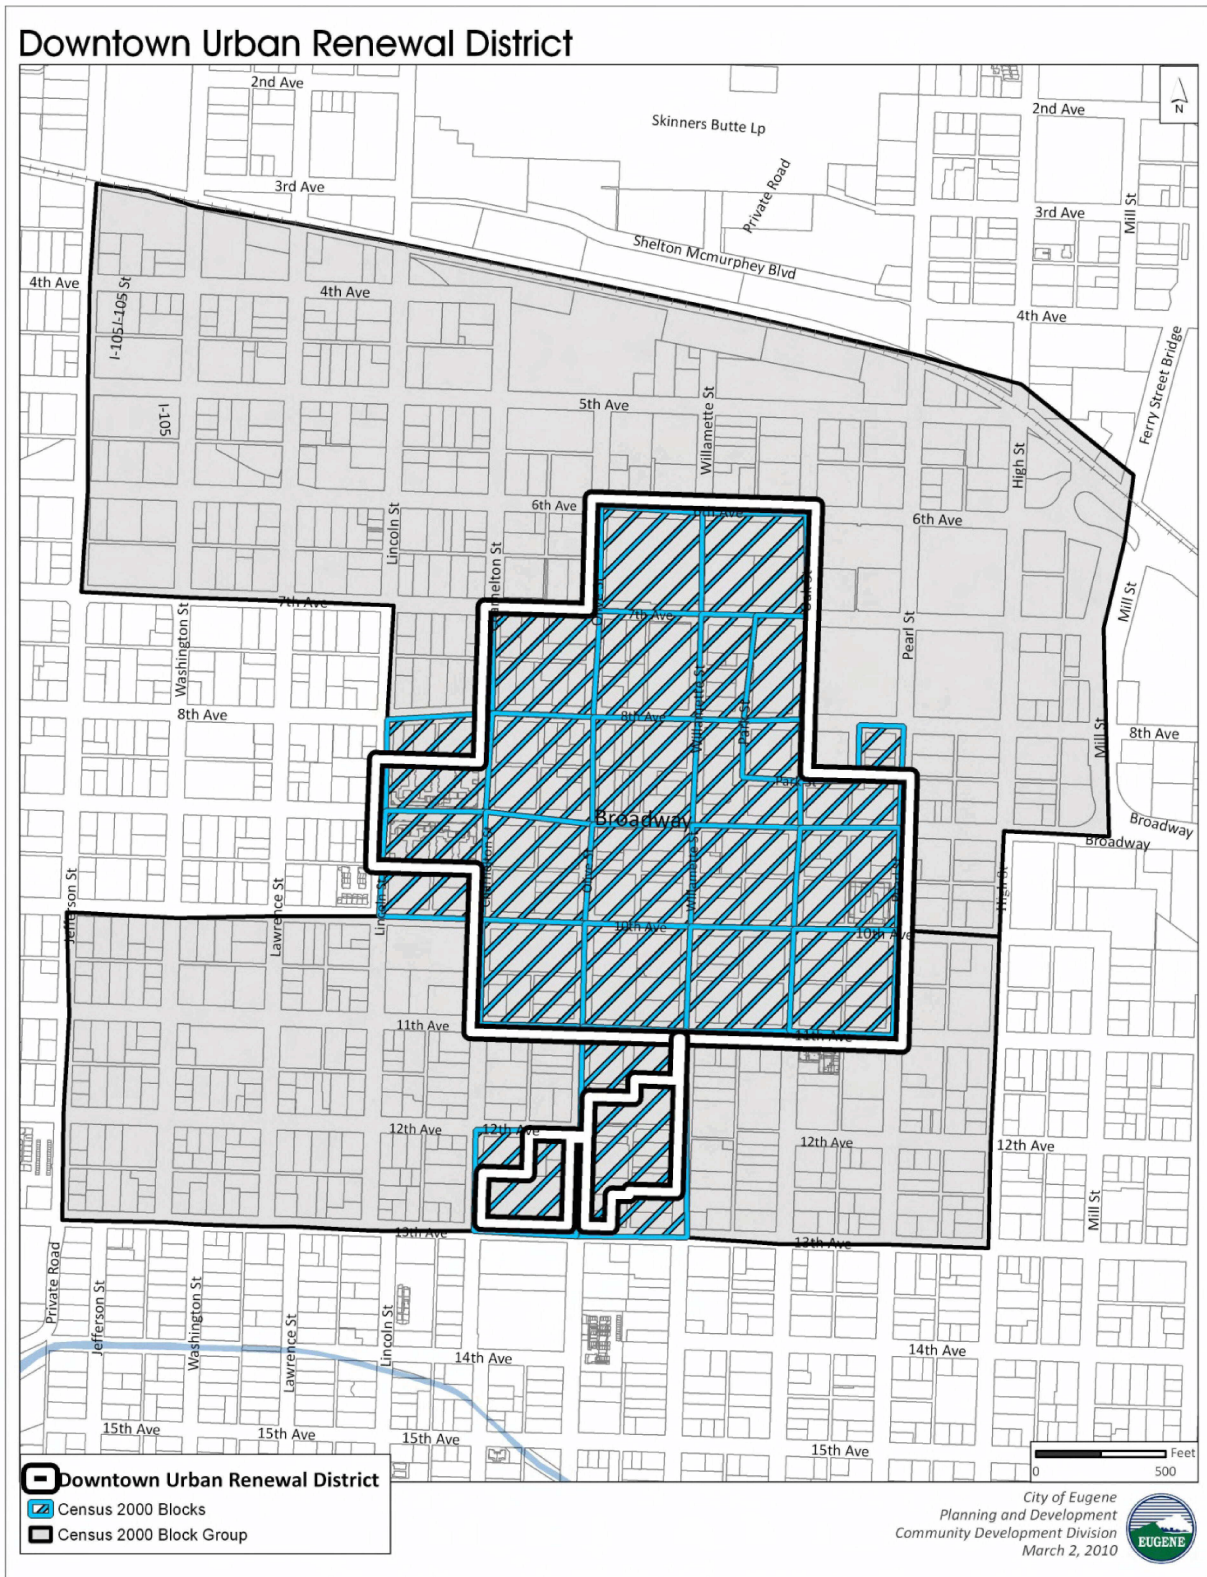 Downtown Urban Renewal District
2nd Ave
2nd Ave
Skinners Butte Lp
N
3rd Ave
Private Road
3rd Ave
Mill St
Shelton Mcmurphey Blvd
4th Ave
I-105
I-105 St
4th Ave
4th Ave
Ferry Street Bridge
5th Ave
Willamette St
I-105
High St
6th Ave
6th Ave
Lincoln St
7th Ave
7th Ave
Washington St
Mill St
Pearl St
Willamette St
Park St
8th Ave
8th Ave
8th Ave
Mill St
Park St
Broadway
Broadway
Broadway
Jefferson St
Lawrence St
Lincoln St
Olive St
Willamette St
High St
10th Ave
10th Ave
11th Ave
11th Ave
12th Ave
12th Ave
12th Ave
12th Ave
Mill St
13th Ave
13th Ave
Private Road
Jefferson St
Washington St
Lawrence St
Lincoln St
14th Ave
14th Ave
15th Ave
15th Ave
15th Ave
15th Ave
Downtown Urban Renewal District
Census 2000 Blocks
Census 2000 Block Group
Feet
0 500
City of Eugene
Planning and Development
Community Development Division
March 2, 2010
EUGENE